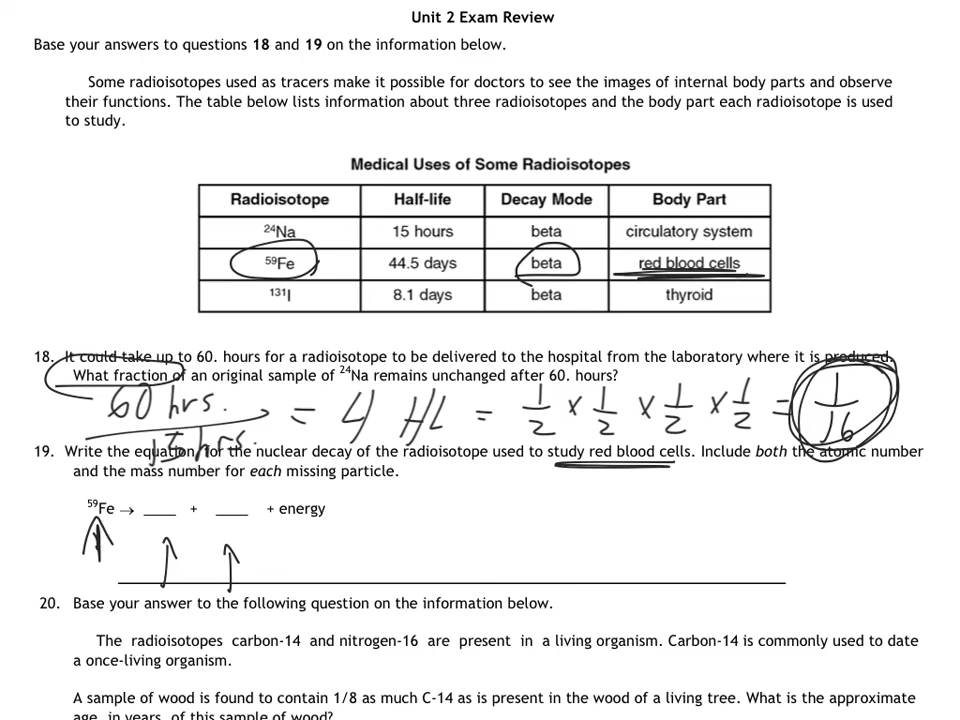 Unit 2 Exam Review
Base your answers to questions 18 and 19 on the information below.
Some radioisotopes used as tracers make it possible for doctors to see the images of internal body parts and observe
their functions. The table below lists information about three radioisotopes and the body part each radioisotope is used
to study.
Medical Uses of Some Radioisotopes
Radioisotope Half-life Decay Mode Body Part
²⁴Na 15 hours beta circulatory system
⁵⁹Fe 44.5 days beta red blood cells
¹³¹I 8.1 days beta thyroid
18. It could take up to 60. hours for a radioisotope to be delivered to the hospital from the laboratory where it is produced.
What fraction of an original sample of ²⁴Na remains unchanged after 60. hours?
60 hrs. / 15 hrs. = 4 HL = 1/2 × 1/2 × 1/2 × 1/2 = 1/16
19. Write the equation for the nuclear decay of the radioisotope used to study red blood cells. Include both the atomic number
and the mass number for each missing particle.
⁵⁹Fe → ____ + ____ + energy
20. Base your answer to the following question on the information below.
The radioisotopes carbon-14 and nitrogen-16 are present in a living organism. Carbon-14 is commonly used to date
a once-living organism.
A sample of wood is found to contain 1/8 as much C-14 as is present in the wood of a living tree. What is the approximate
age, in years, of this sample of wood?